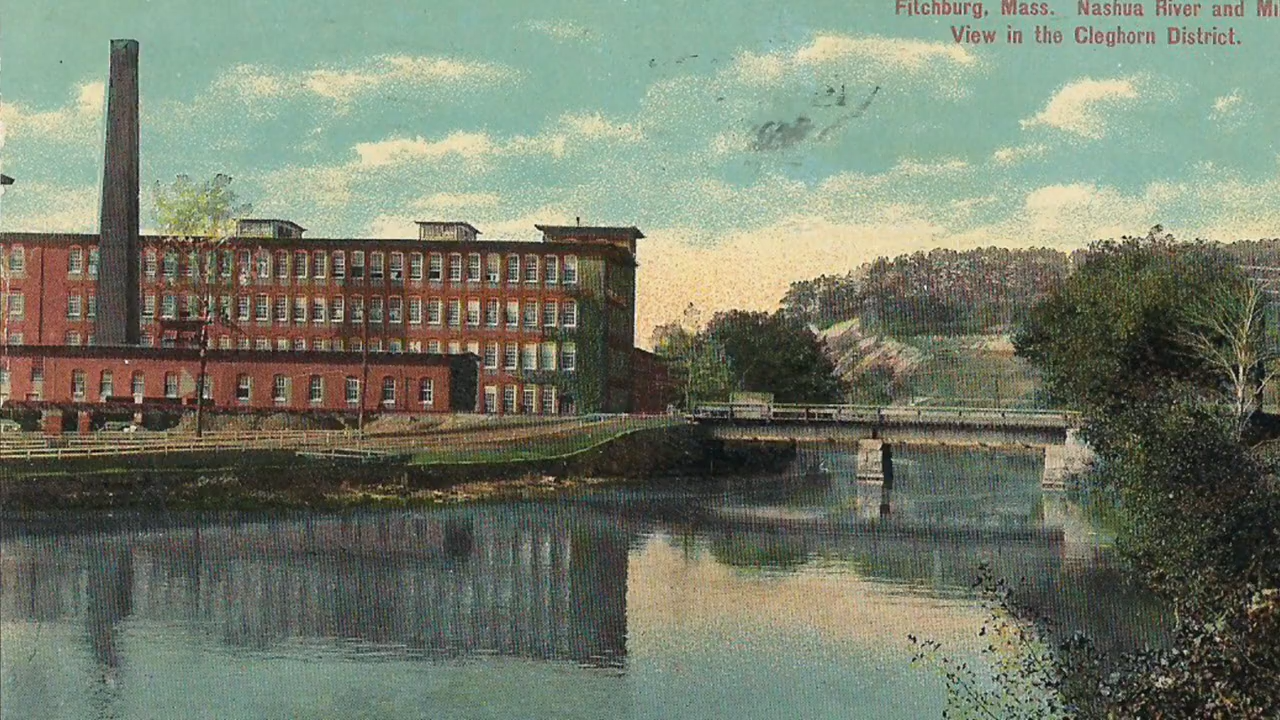 Fitchburg, Mass. Nashua River and
View in the Cleghorn District.